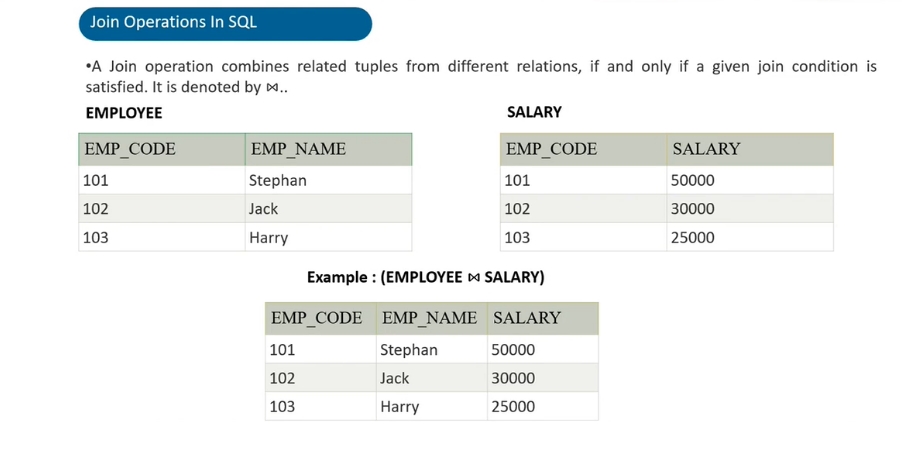 Join Operations In SQL
•A Join operation combines related tuples from different relations, if and only if a given join condition is
satisfied. It is denoted by ⋈..
EMPLOYEE SALARY
EMP_CODE EMP_NAME EMP_CODE SALARY
101 Stephan 101 50000
102 Jack 102 30000
103 Harry 103 25000
Example : (EMPLOYEE ⋈ SALARY)
EMP_CODE EMP_NAME SALARY
101 Stephan 50000
102 Jack 30000
103 Harry 25000